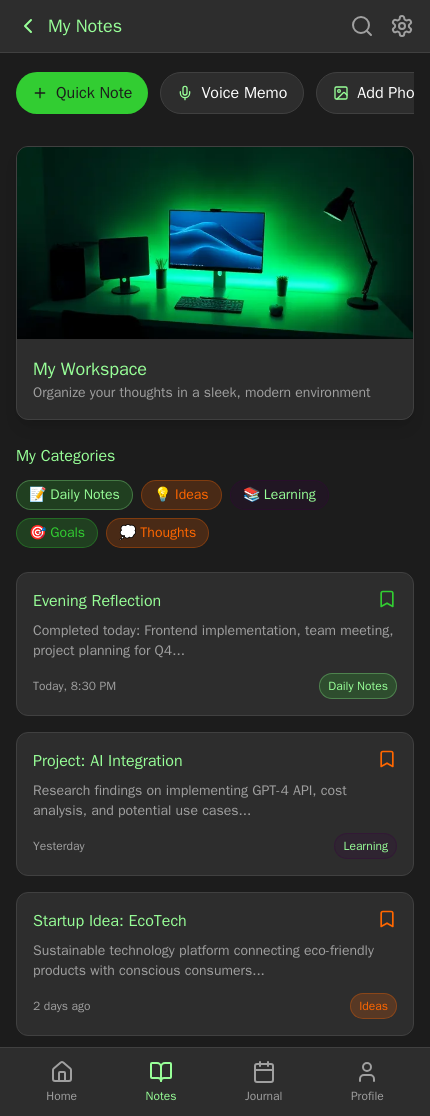 My Notes
Quick Note
Voice Memo
Add Pho
My Workspace
Organize your thoughts in a sleek, modern environment
My Categories
📝 Daily Notes
💡 Ideas
📚 Learning
🎯 Goals
💭 Thoughts
Evening Reflection
Completed today: Frontend implementation, team meeting,
project planning for Q4...
Today, 8:30 PM
Daily Notes
Project: AI Integration
Research findings on implementing GPT-4 API, cost
analysis, and potential use cases...
Yesterday
Learning
Startup Idea: EcoTech
Sustainable technology platform connecting eco-friendly
products with conscious consumers...
2 days ago
Ideas
Home
Notes
Journal
Profile